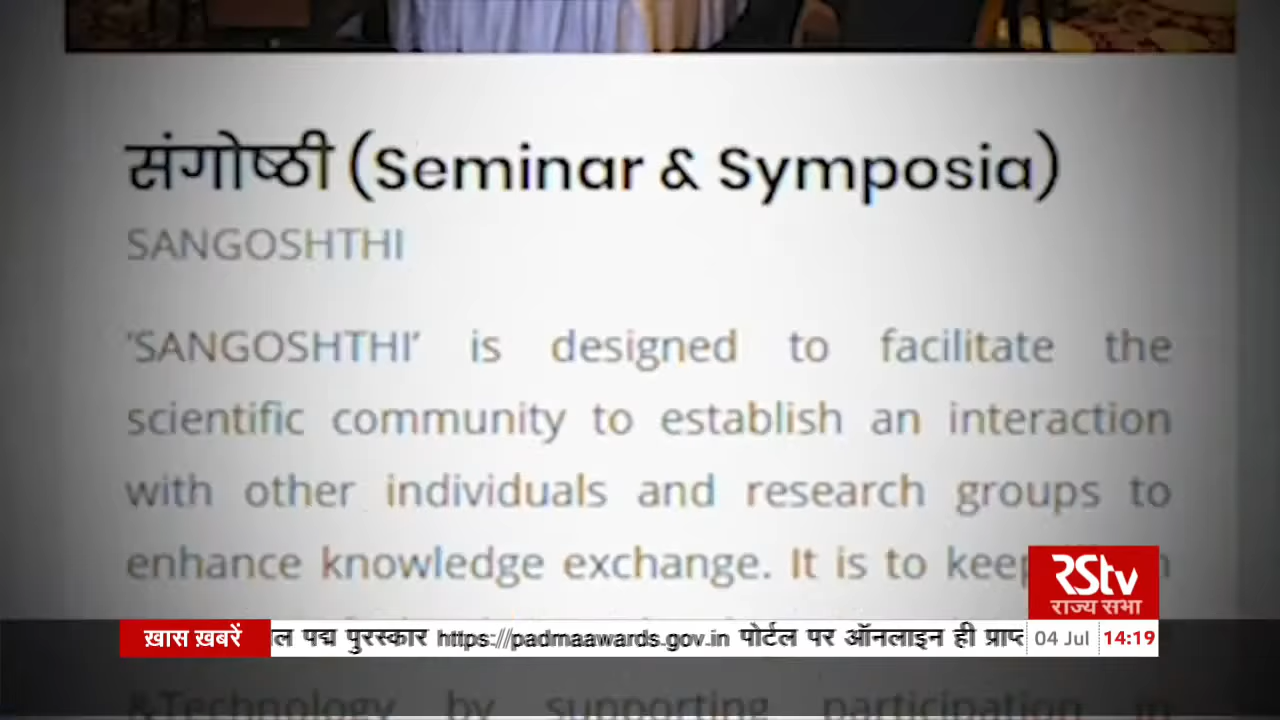 संगोष्ठी (Seminar & Symposia)
SANGOSHTHI
'SANGOSHTHI' is designed to facilitate the
scientific community to establish an interaction
with other individuals and research groups to
enhance knowledge exchange. It is to keep
RSTV
राज्य सभा
ख़ास ख़बरें
पद्म पुरस्कार https://padmaawards.gov.in पोर्टल पर ऑनलाइन ही
04 Jul 14:19
&Technology by supporting participation in